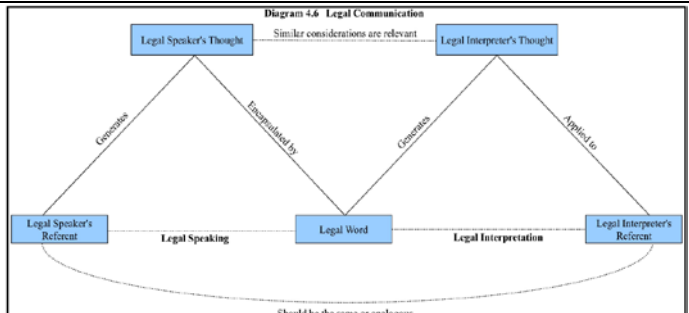 Diagram 4.6 Legal Communication
Legal Speaker's Thought
Similar considerations are relevant
Legal Interpreter's Thought
Generates
Encapsulated by
Generates
Applied to
Legal Speaker's
Referent
Legal Speaking
Legal Word
Legal Interpretation
Legal Interpreter's
Referent
Should be the same or analogous